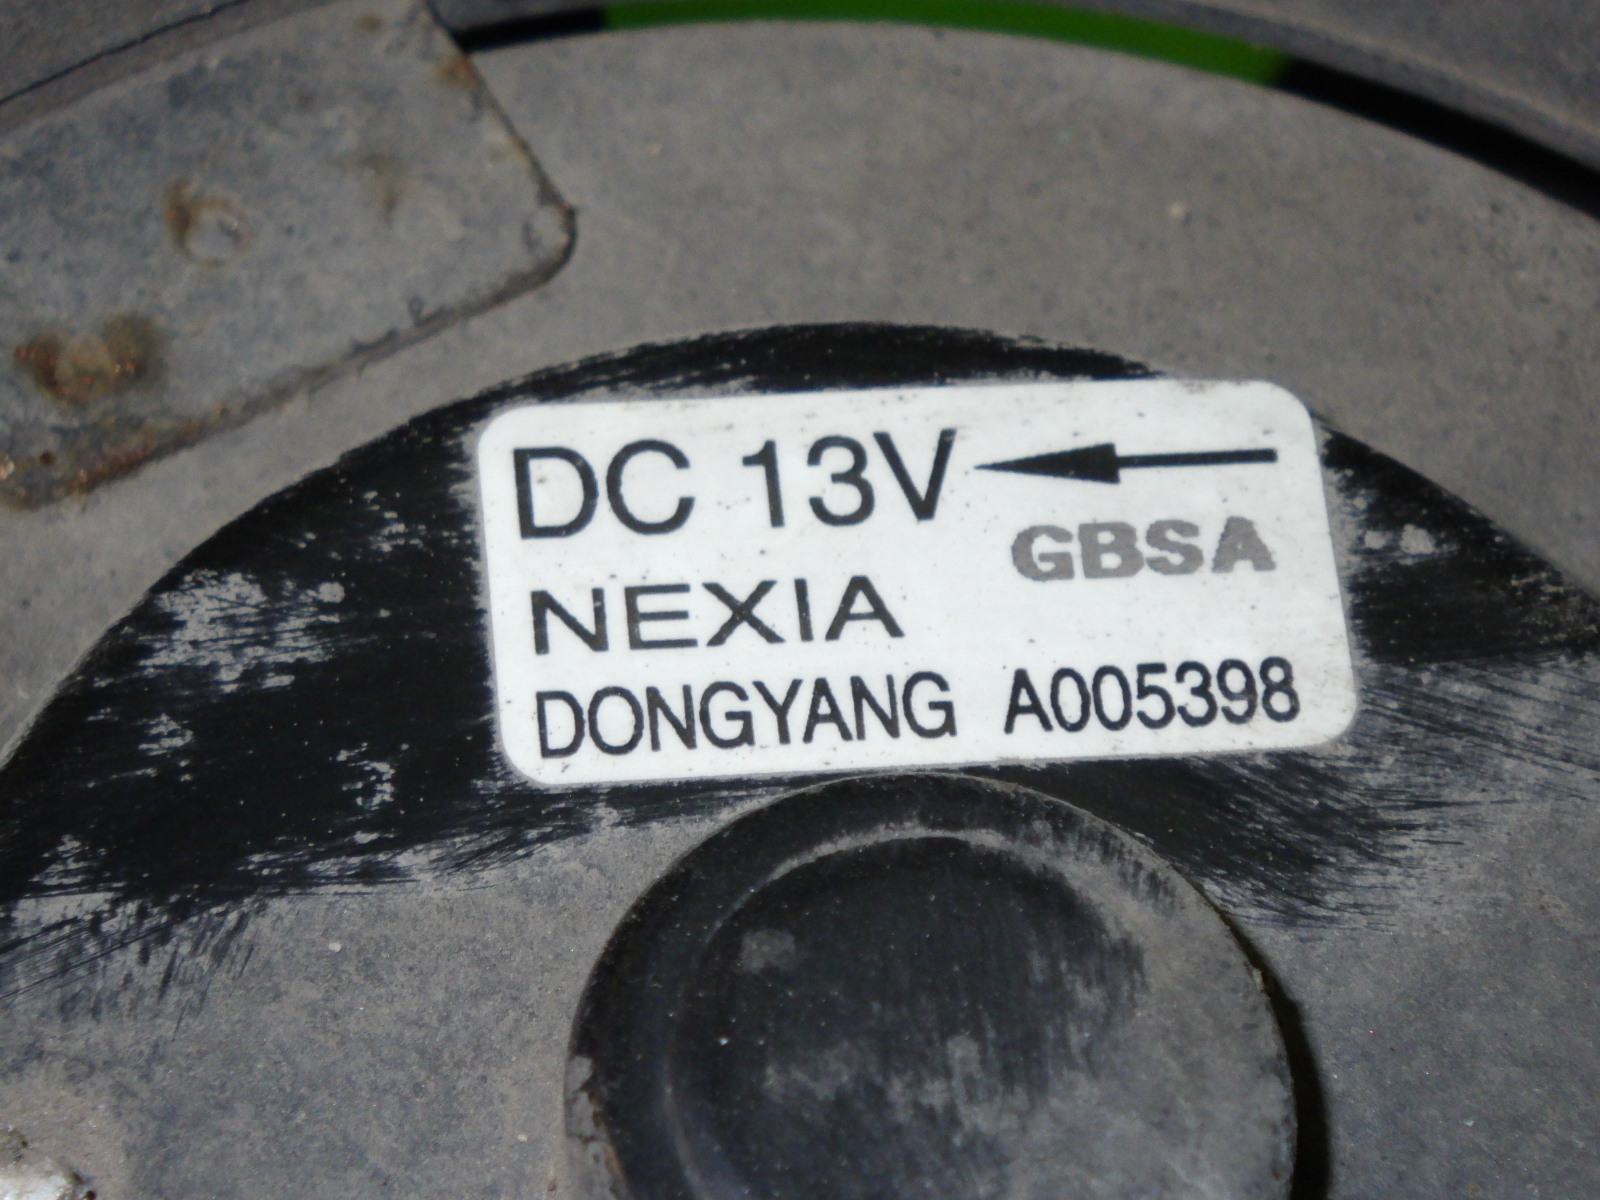 DC 13V
GBSA
NEXIA
DONGYANG A005398